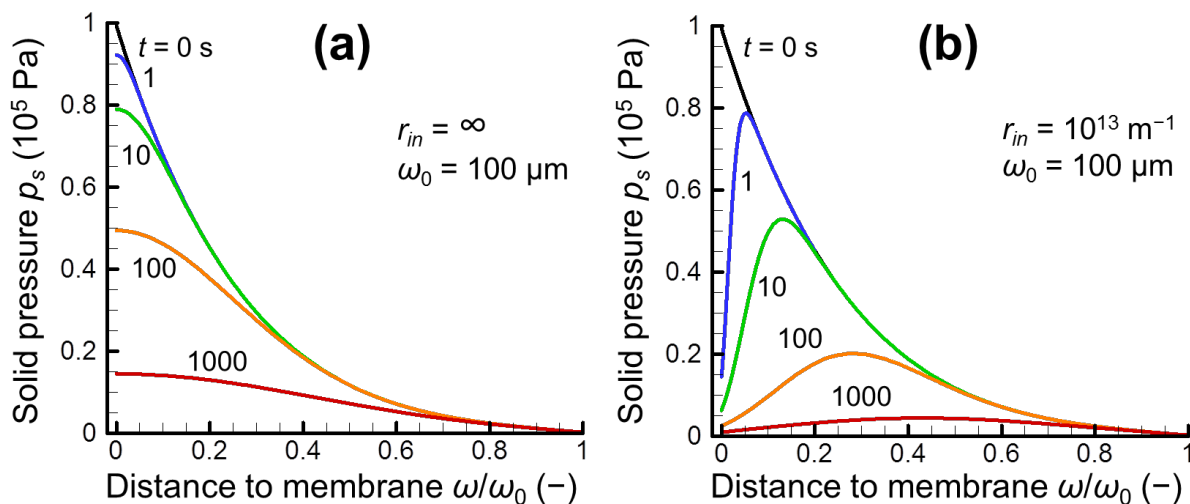 (a)
Solid pressure pₛ (10⁵ Pa)
1
0.8
0.6
0.4
0.2
0
t = 0 s
1
10
100
1000
r_in = ∞
ω₀ = 100 µm
0
0.2
0.4
0.6
0.8
1
Distance to membrane ω/ω₀ (−)
(b)
Solid pressure pₛ (10⁵ Pa)
1
0.8
0.6
0.4
0.2
0
t = 0 s
1
10
100
1000
r_in = 10¹³ m⁻¹
ω₀ = 100 µm
0
0.2
0.4
0.6
0.8
1
Distance to membrane ω/ω₀ (−)